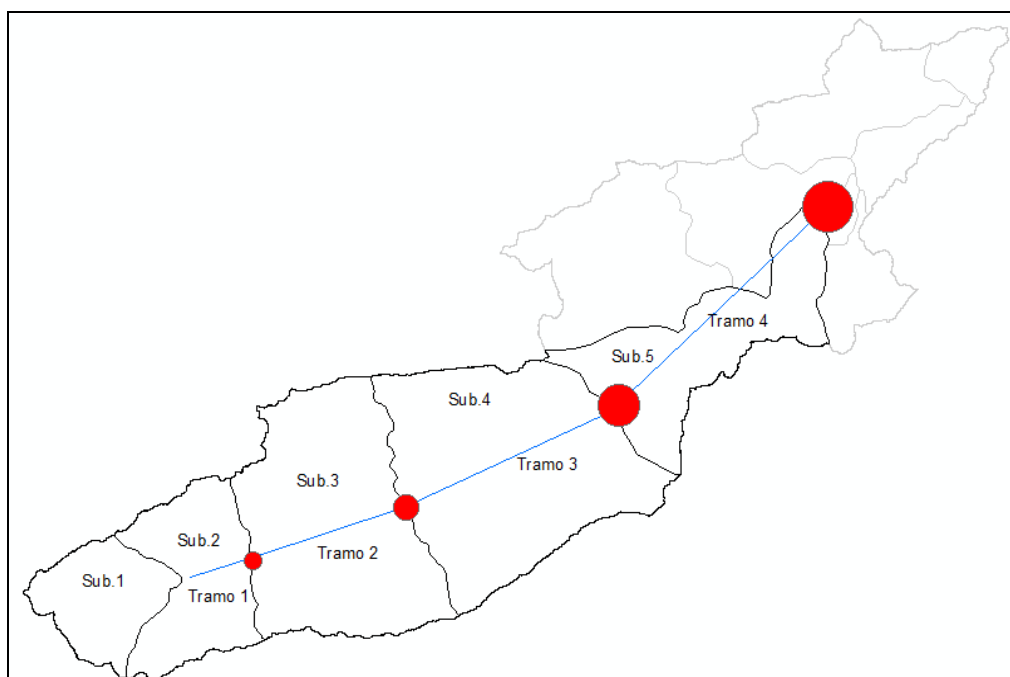 Tramo 4
Sub.5
Sub.4
Tramo 3
Sub.3
Sub.2
Tramo 2
Sub.1
Tramo 1